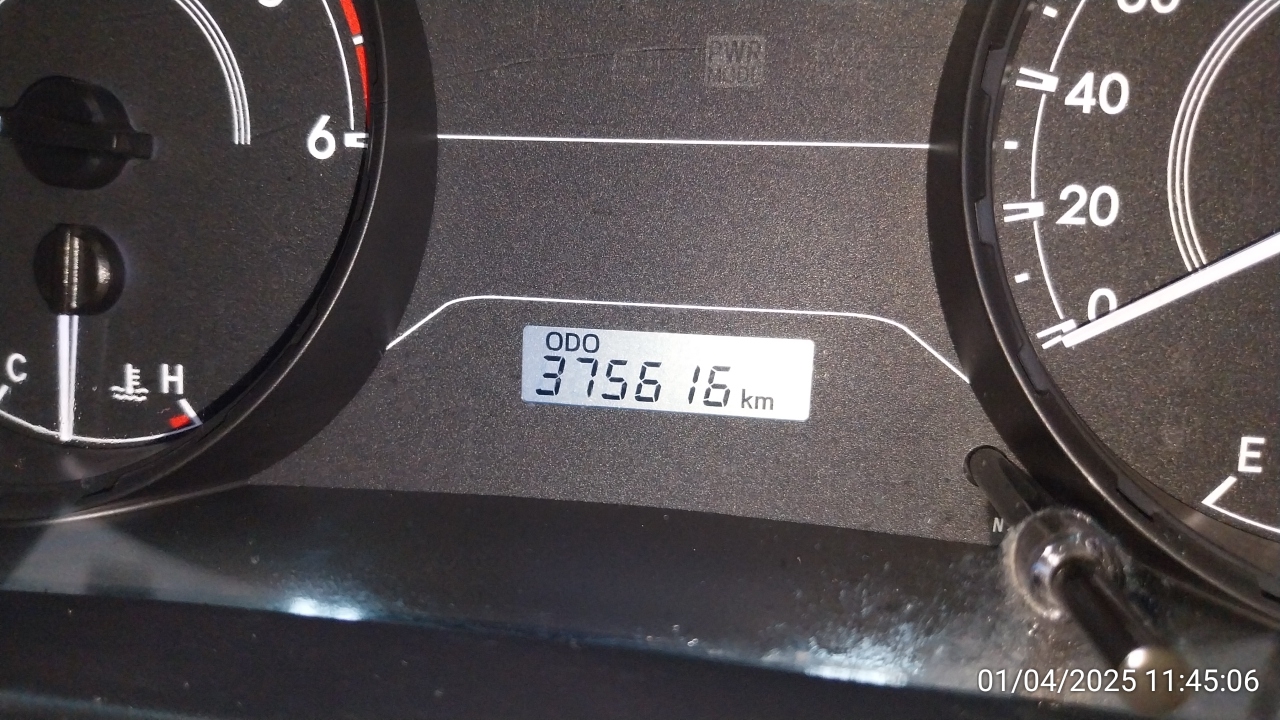 PWR
MODE
6
40
20
0
C
H
ODO
375616 km
E
N
01/04/2025 11:45:06